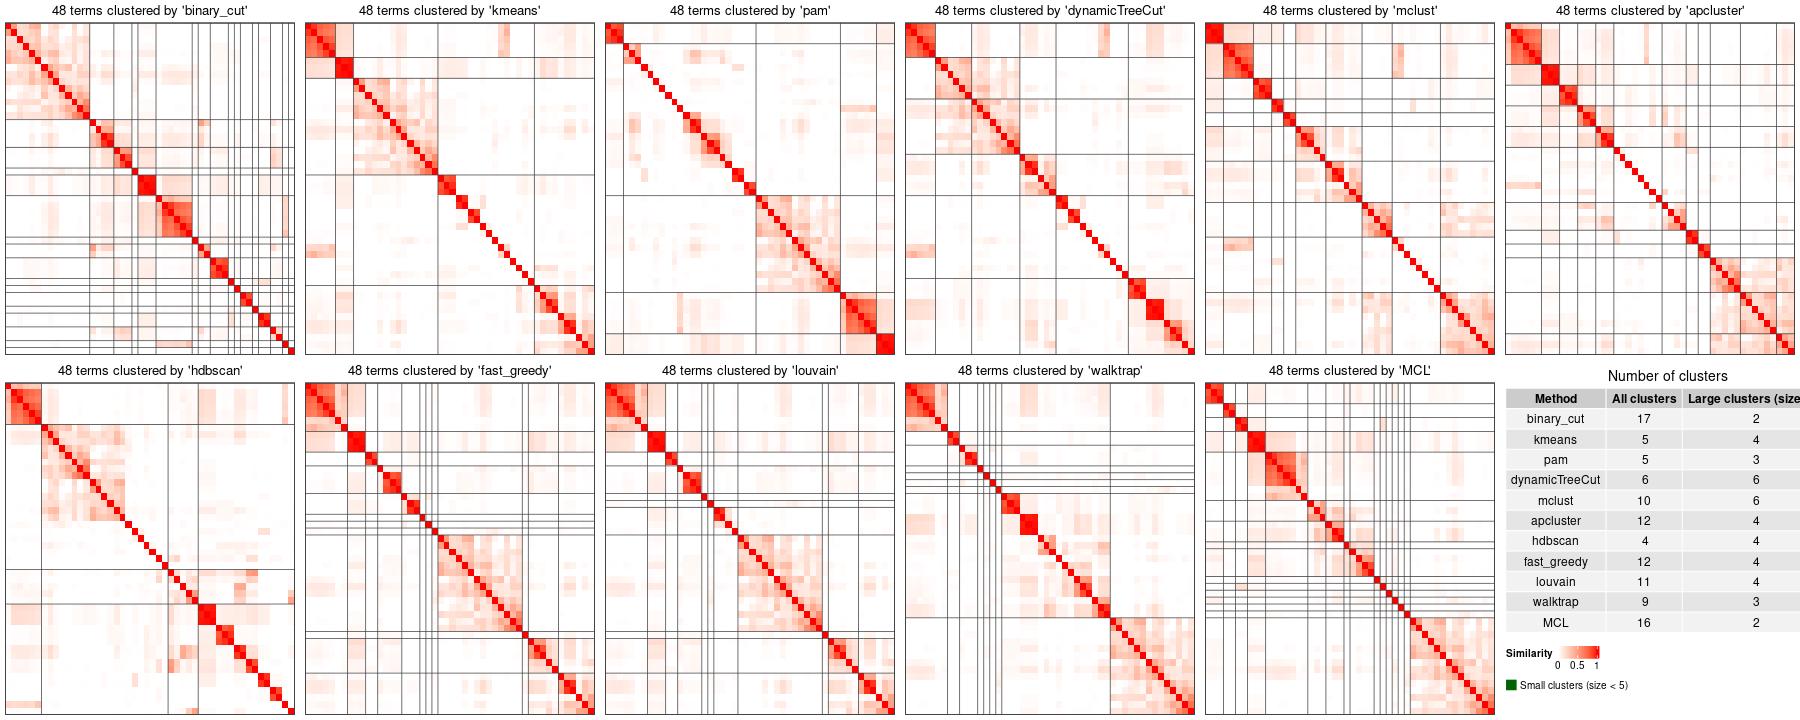 48 terms clustered by 'binary_cut'
48 terms clustered by 'kmeans'
48 terms clustered by 'pam'
48 terms clustered by 'dynamicTreeCut'
48 terms clustered by 'mclust'
48 terms clustered by 'apcluster'
48 terms clustered by 'hdbscan'
48 terms clustered by 'fast_greedy'
48 terms clustered by 'louvain'
48 terms clustered by 'walktrap'
48 terms clustered by 'MCL'
Number of clusters
Method All clusters Large clusters (size
binary_cut 17 2
kmeans 5 4
pam 5 3
dynamicTreeCut 6 6
mclust 10 6
apcluster 12 4
hdbscan 4 4
fast_greedy 12 4
louvain 11 4
walktrap 9 3
MCL 16 2
Similarity
0 0.5 1
Small clusters (size < 5)